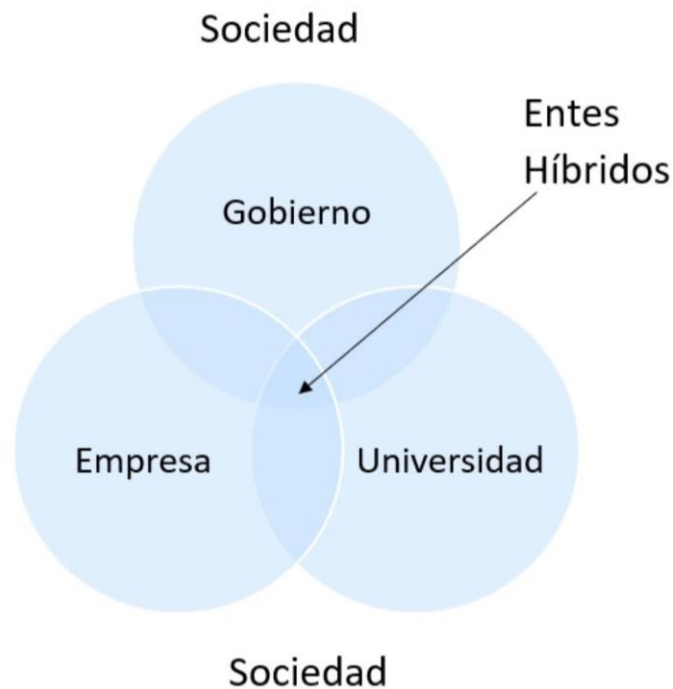 Sociedad
Entes
Híbridos
Gobierno
Empresa
Universidad
Sociedad